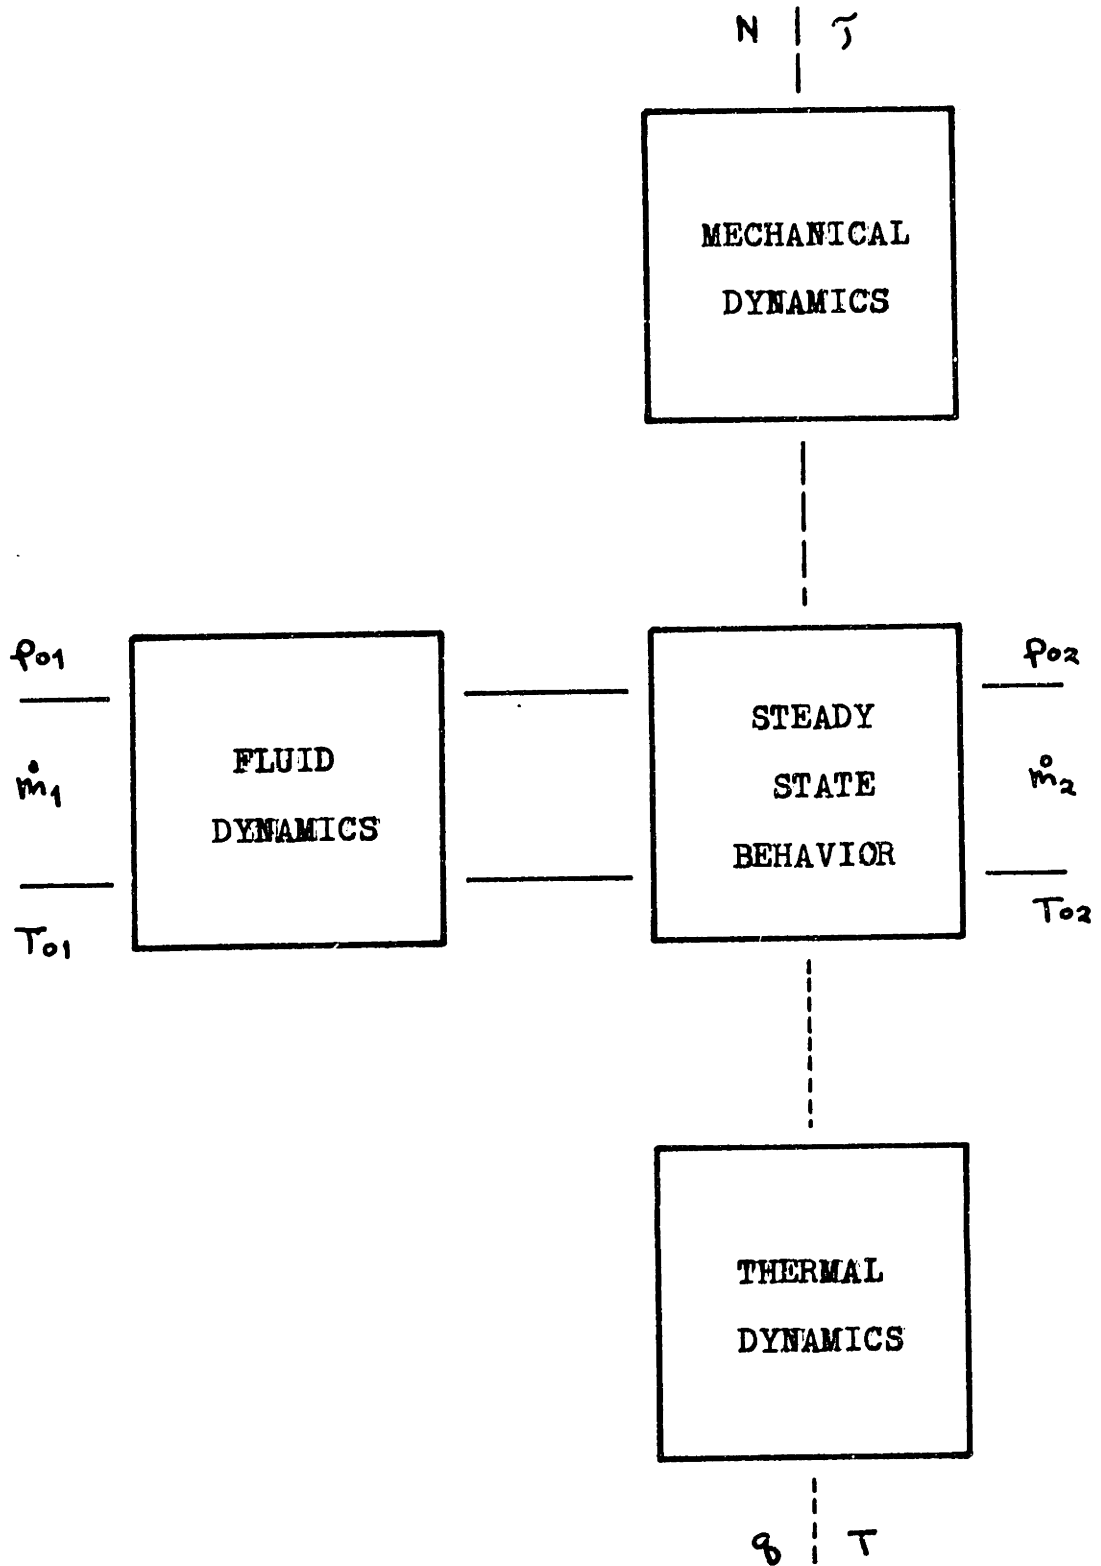 N τ
MECHANICAL
DYNAMICS
P01
ṁ1
T01
FLUID
DYNAMICS
STEADY
STATE
BEHAVIOR
P02
ṁ2
T02
THERMAL
DYNAMICS
q T